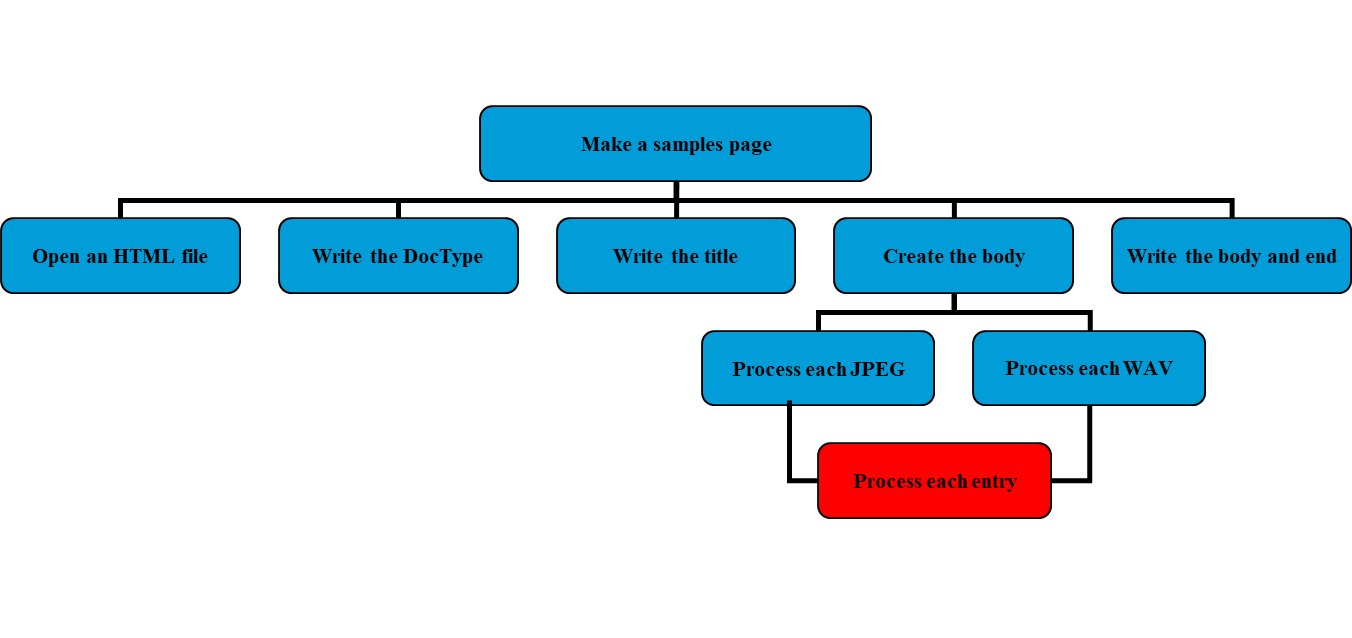 Make a samples page
Open an HTML file
Write the DocType
Write the title
Create the body
Write the body and end
Process each JPEG
Process each WAV
Process each entry